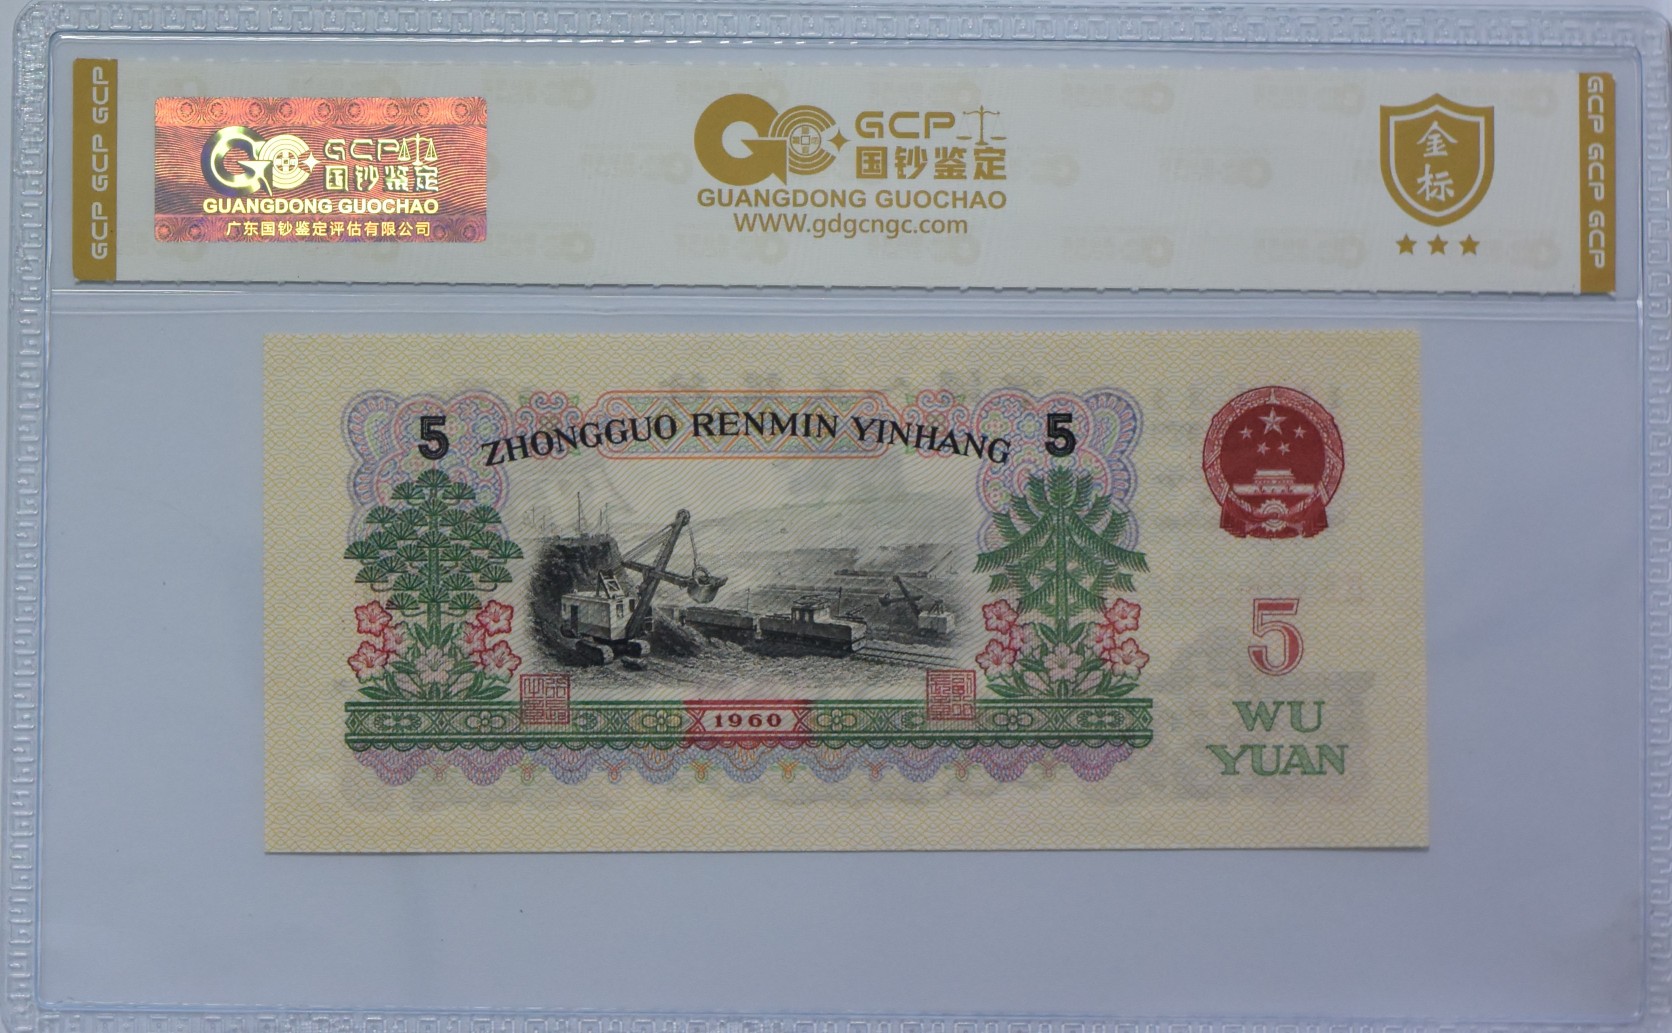 GCP GCP GCP
GCP
国钞鉴定
GUANGDONG GUOCHAO
广东国钞鉴定评估有限公司
GCP
国钞鉴定
GUANGDONG GUOCHAO
WWW.gdgcngc.com
金
标
GCP GCP GCP
5 ZHONGGUO RENMIN YINHANG 5
1960
5
WU
YUAN